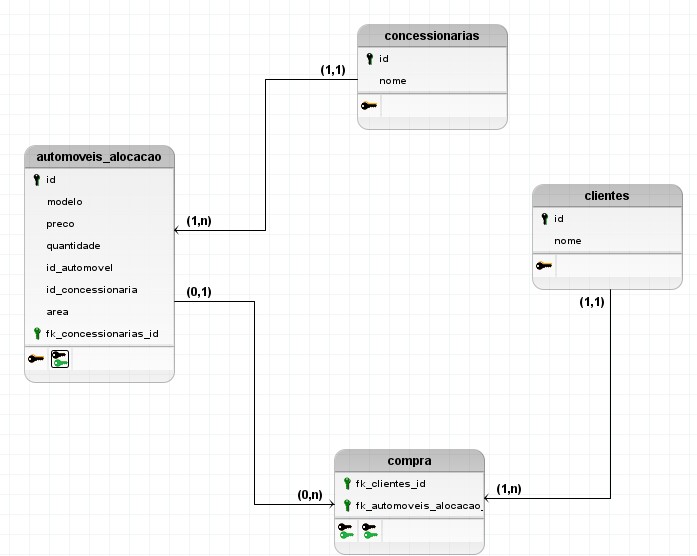 concessionarias
id
nome
(1,1)
automoveis_alocacao
id
modelo
preco
quantidade
id_automovel
id_concessionaria
area
fk_concessionarias_id
(1,n)
(0,1)
clientes
id
nome
(1,1)
compra
fk_clientes_id
fk_automoveis_alocacao_
(0,n)
(1,n)